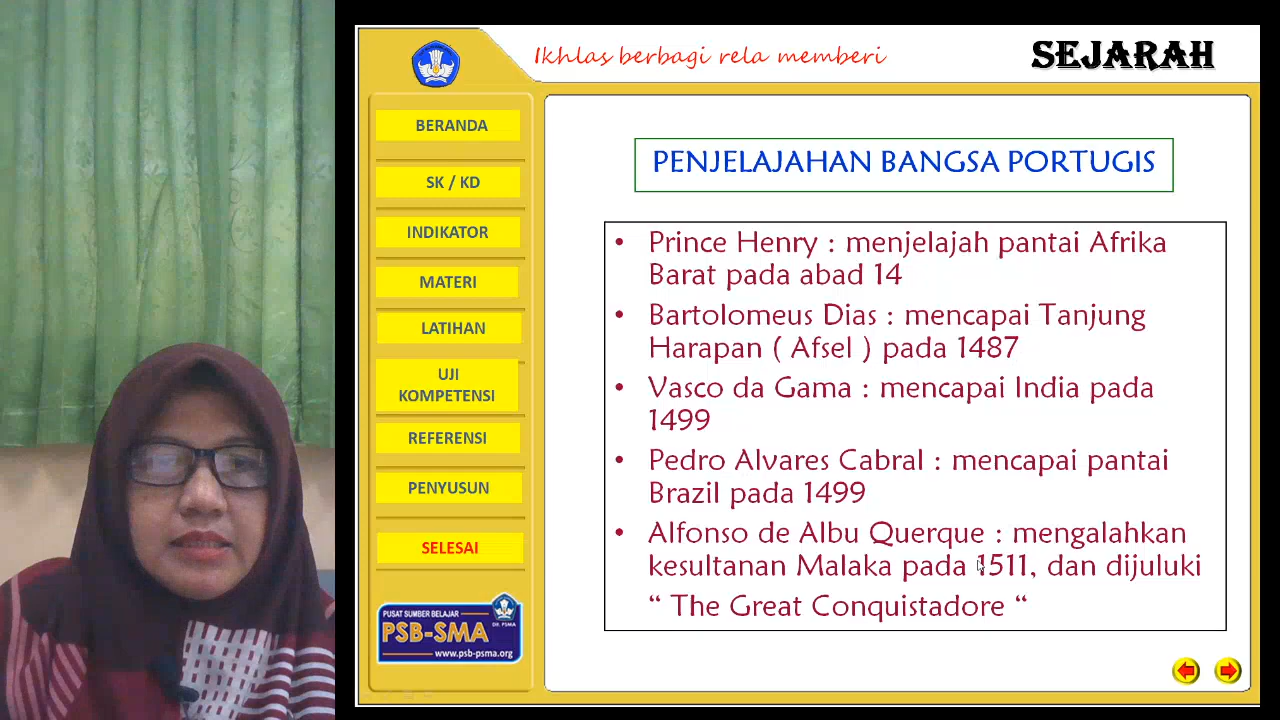 Ikhlas berbagi rela memberi
SEJARAH
BERANDA
SK / KD
INDIKATOR
MATERI
LATIHAN
UJI
KOMPETENSI
REFERENSI
PENYUSUN
SELESAI
PUSAT SUMBER BELAJAR
DIT. PSMA
PSB-SMA
www.psb-psma.org
PENJELAJAHAN BANGSA PORTUGIS
• Prince Henry : menjelajah pantai Afrika
Barat pada abad 14
• Bartolomeus Dias : mencapai Tanjung
Harapan ( Afsel ) pada 1487
• Vasco da Gama : mencapai India pada
1499
• Pedro Alvares Cabral : mencapai pantai
Brazil pada 1499
• Alfonso de Albu Querque : mengalahkan
kesultanan Malaka pada 1511, dan dijuluki
“ The Great Conquistadore “